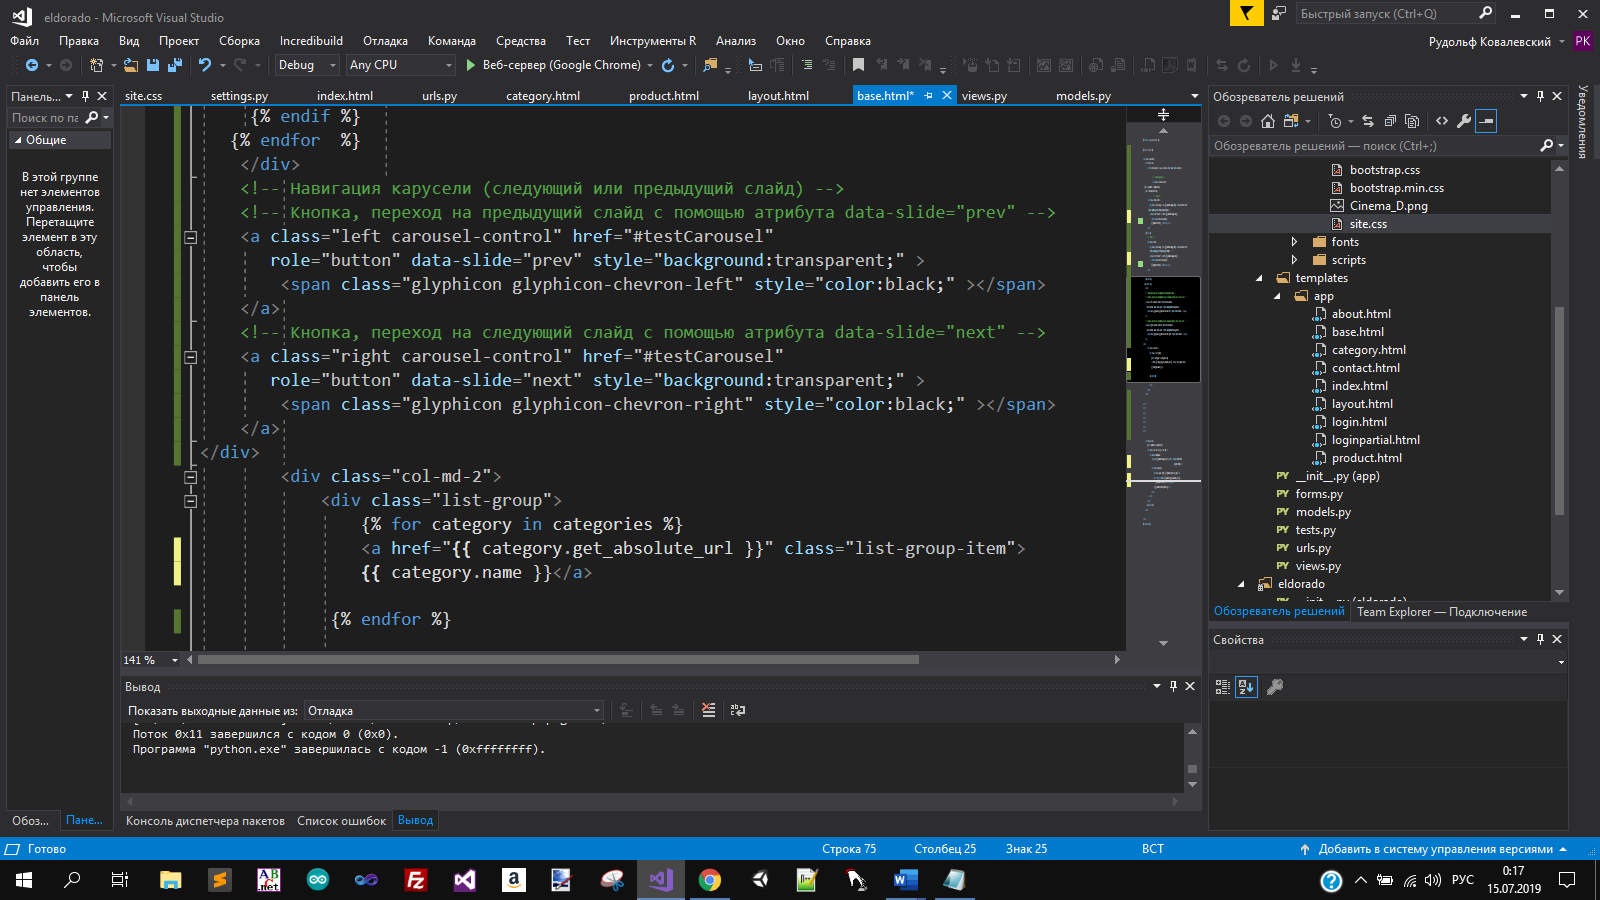 eldorado - Microsoft Visual Studio
Быстрый запуск (Ctrl+Q)
Файл Правка Вид Проект Сборка Incredibuild Отладка Команда Средства Тест Инструменты R Анализ Окно Справка
Рудольф Ковалевский PK
Debug Any CPU Веб-сервер (Google Chrome)
Панель...
Поиск по па
Общие
В этой группе
нет элементов
управления.
Перетащите
элемент в эту
область,
чтобы
добавить его в
панель
элементов.
Обоз... Пане...
site.css settings.py index.html urls.py category.html product.html layout.html base.html* views.py models.py
{% endif %}
{% endfor %}
</div>
<!-- Навигация карусели (следующий или предыдущий слайд) -->
<!-- Кнопка, переход на предыдущий слайд с помощью атрибута data-slide="prev" -->
<a class="left carousel-control" href="#testCarousel"
role="button" data-slide="prev" style="background:transparent;" >
<span class="glyphicon glyphicon-chevron-left" style="color:black;" ></span>
</a>
<!-- Кнопка, переход на следующий слайд с помощью атрибута data-slide="next" -->
<a class="right carousel-control" href="#testCarousel"
role="button" data-slide="next" style="background:transparent;" >
<span class="glyphicon glyphicon-chevron-right" style="color:black;" ></span>
</a>
</div>
<div class="col-md-2">
<div class="list-group">
{% for category in categories %}
<a href="{{ category.get_absolute_url }}" class="list-group-item">
{{ category.name }}</a>
{% endfor %}
141 %
Вывод
Показать выходные данные из: Отладка
Поток 0x11 завершился с кодом 0 (0x0).
Программа "python.exe" завершилась с кодом -1 (0xffffffff).
Консоль диспетчера пакетов Список ошибок Вывод
Обозреватель решений
Обозреватель решений — поиск (Ctrl+;)
bootstrap.css
bootstrap.min.css
Cinema_D.png
site.css
fonts
scripts
templates
app
about.html
base.html
category.html
contact.html
index.html
layout.html
login.html
loginpartial.html
product.html
__init__.py (app)
forms.py
models.py
tests.py
urls.py
views.py
eldorado
__init__.py (eldorado)
Обозреватель решений Team Explorer — Подключение
Свойства
Уведомления
Готово Строка 75 Столбец 25 Знак 25 ВСТ Добавить в систему управления версиями
РУС
0:17
15.07.2019